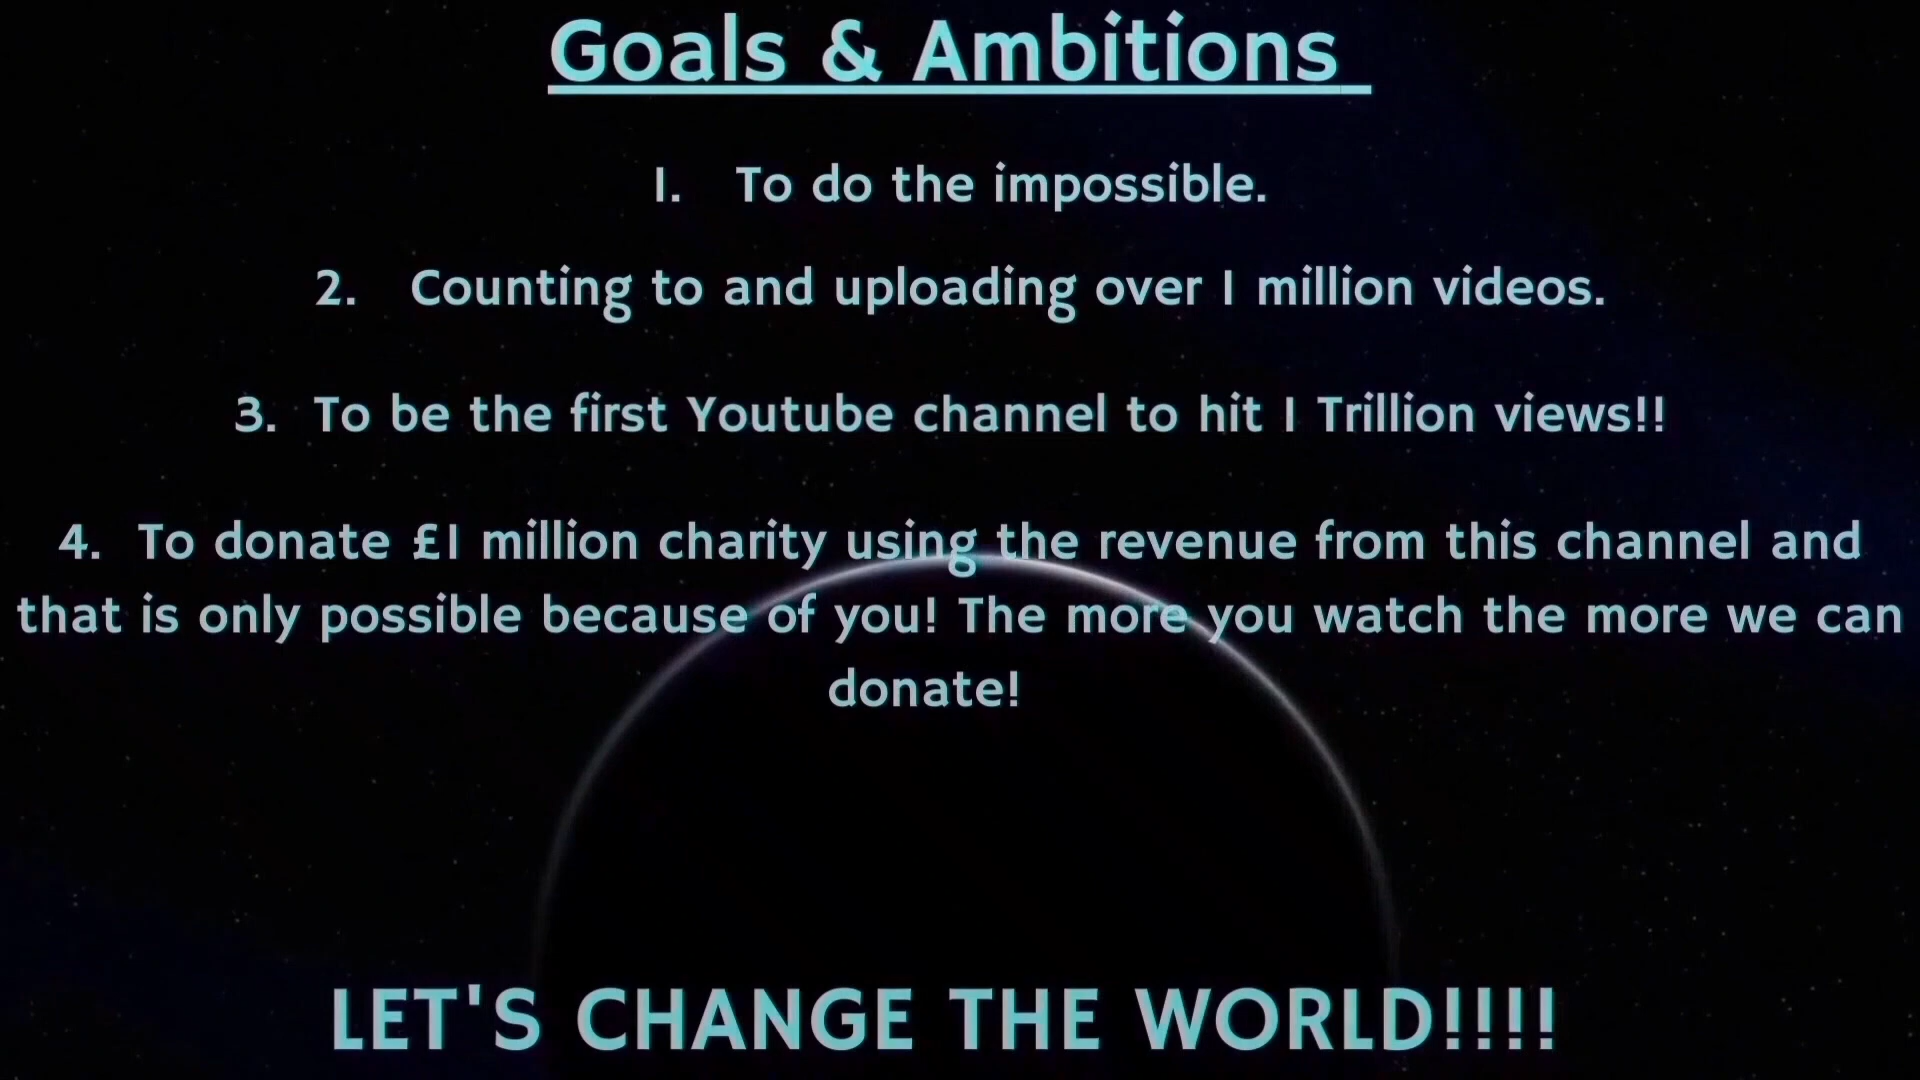 Goals & Ambitions
1. To do the impossible.
2. Counting to and uploading over 1 million videos.
3. To be the first Youtube channel to hit 1 Trillion views!!
4. To donate £1 million charity using the revenue from this channel and
that is only possible because of you! The more you watch the more we can
donate!
LET'S CHANGE THE WORLD!!!!